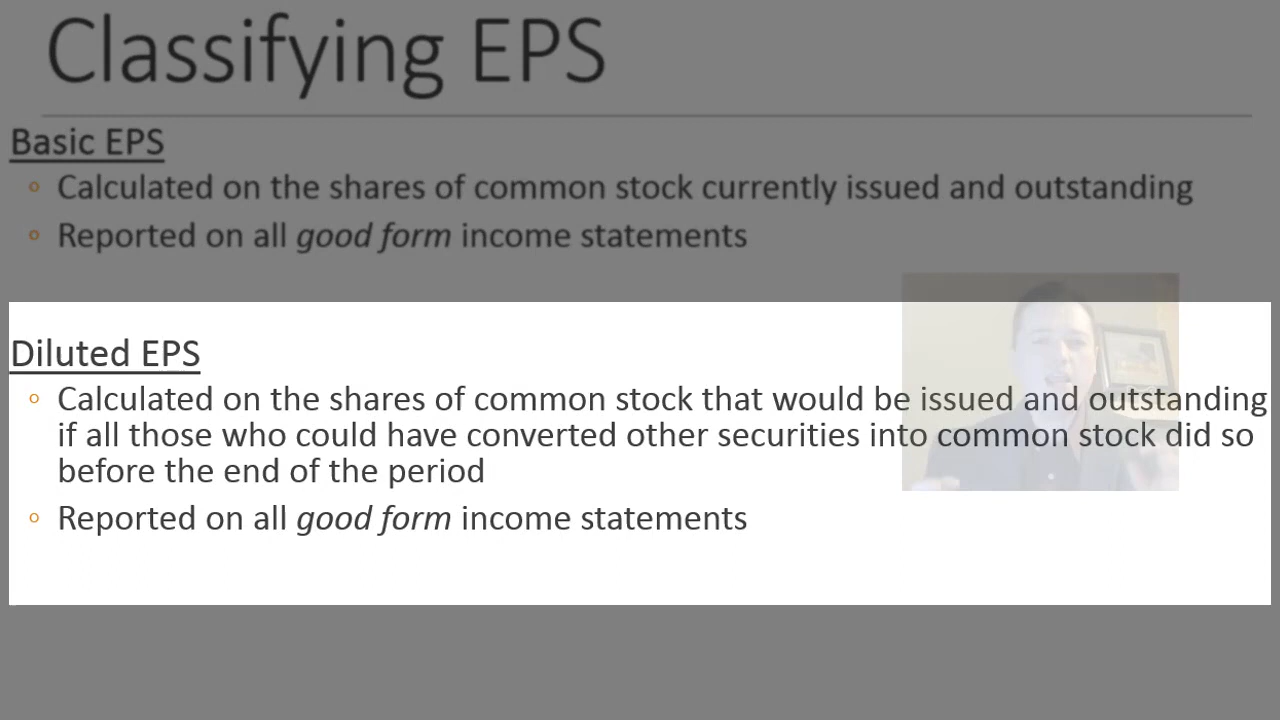 Classifying EPS
Basic EPS
Calculated on the shares of common stock currently issued and outstanding
Reported on all good form income statements
Diluted EPS
Calculated on the shares of common stock that would be issued and outstanding
if all those who could have converted other securities into common stock did so
before the end of the period
Reported on all good form income statements